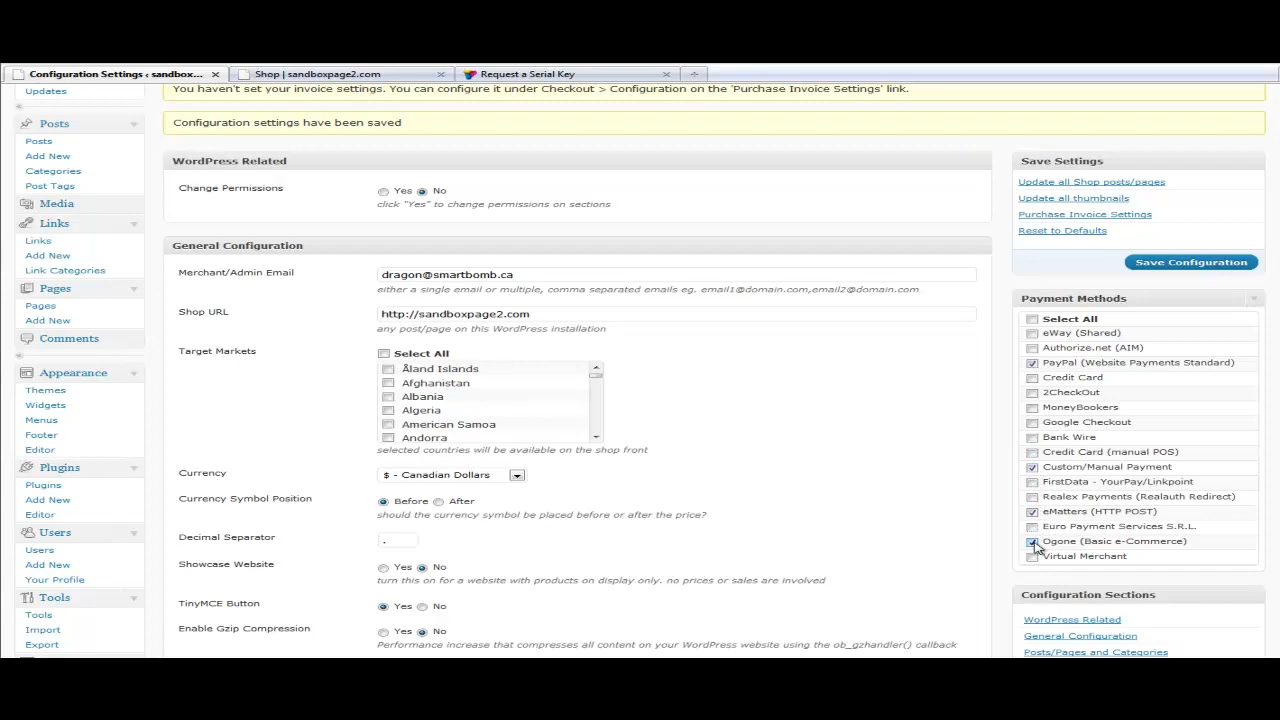 Configuration Settings ‹ sandbox...
Shop | sandboxpage2.com
Request a Serial Key
Updates
Posts
Posts
Add New
Categories
Post Tags
Media
Links
Links
Add New
Link Categories
Pages
Pages
Add New
Comments
Appearance
Themes
Widgets
Menus
Footer
Editor
Plugins
Plugins
Add New
Editor
Users
Users
Add New
Your Profile
Tools
Tools
Import
Export
You haven't set your invoice settings. You can configure it under Checkout > Configuration on the 'Purchase Invoice Settings' link.
Configuration settings have been saved
WordPress Related
Change Permissions
Yes No
click "Yes" to change permissions on sections
General Configuration
Merchant/Admin Email
dragon@smartbomb.ca
either a single email or multiple, comma separated emails eg. email1@domain.com,email2@domain.com
Shop URL
http://sandboxpage2.com
any post/page on this WordPress installation
Target Markets
Select All
Åland Islands
Afghanistan
Albania
Algeria
American Samoa
Andorra
selected countries will be available on the shop front
Currency
$ - Canadian Dollars
Currency Symbol Position
Before After
should the currency symbol be placed before or after the price?
Decimal Separator
.
Showcase Website
Yes No
turn this on for a website with products on display only. no prices or sales are involved
TinyMCE Button
Yes No
Enable Gzip Compression
Yes No
Performance increase that compresses all content on your WordPress website using the ob_gzhandler() callback
Save Settings
Update all Shop posts/pages
Update all thumbnails
Purchase Invoice Settings
Reset to Defaults
Save Configuration
Payment Methods
Select All
eWay (Shared)
Authorize.net (AIM)
PayPal (Website Payments Standard)
Credit Card
2CheckOut
MoneyBookers
Google Checkout
Bank Wire
Credit Card (manual POS)
Custom/Manual Payment
FirstData - YourPay/Linkpoint
Realex Payments (Realauth Redirect)
eMatters (HTTP POST)
Euro Payment Services S.R.L.
Ogone (Basic e-Commerce)
Virtual Merchant
Configuration Sections
WordPress Related
General Configuration
Posts/Pages and Categories